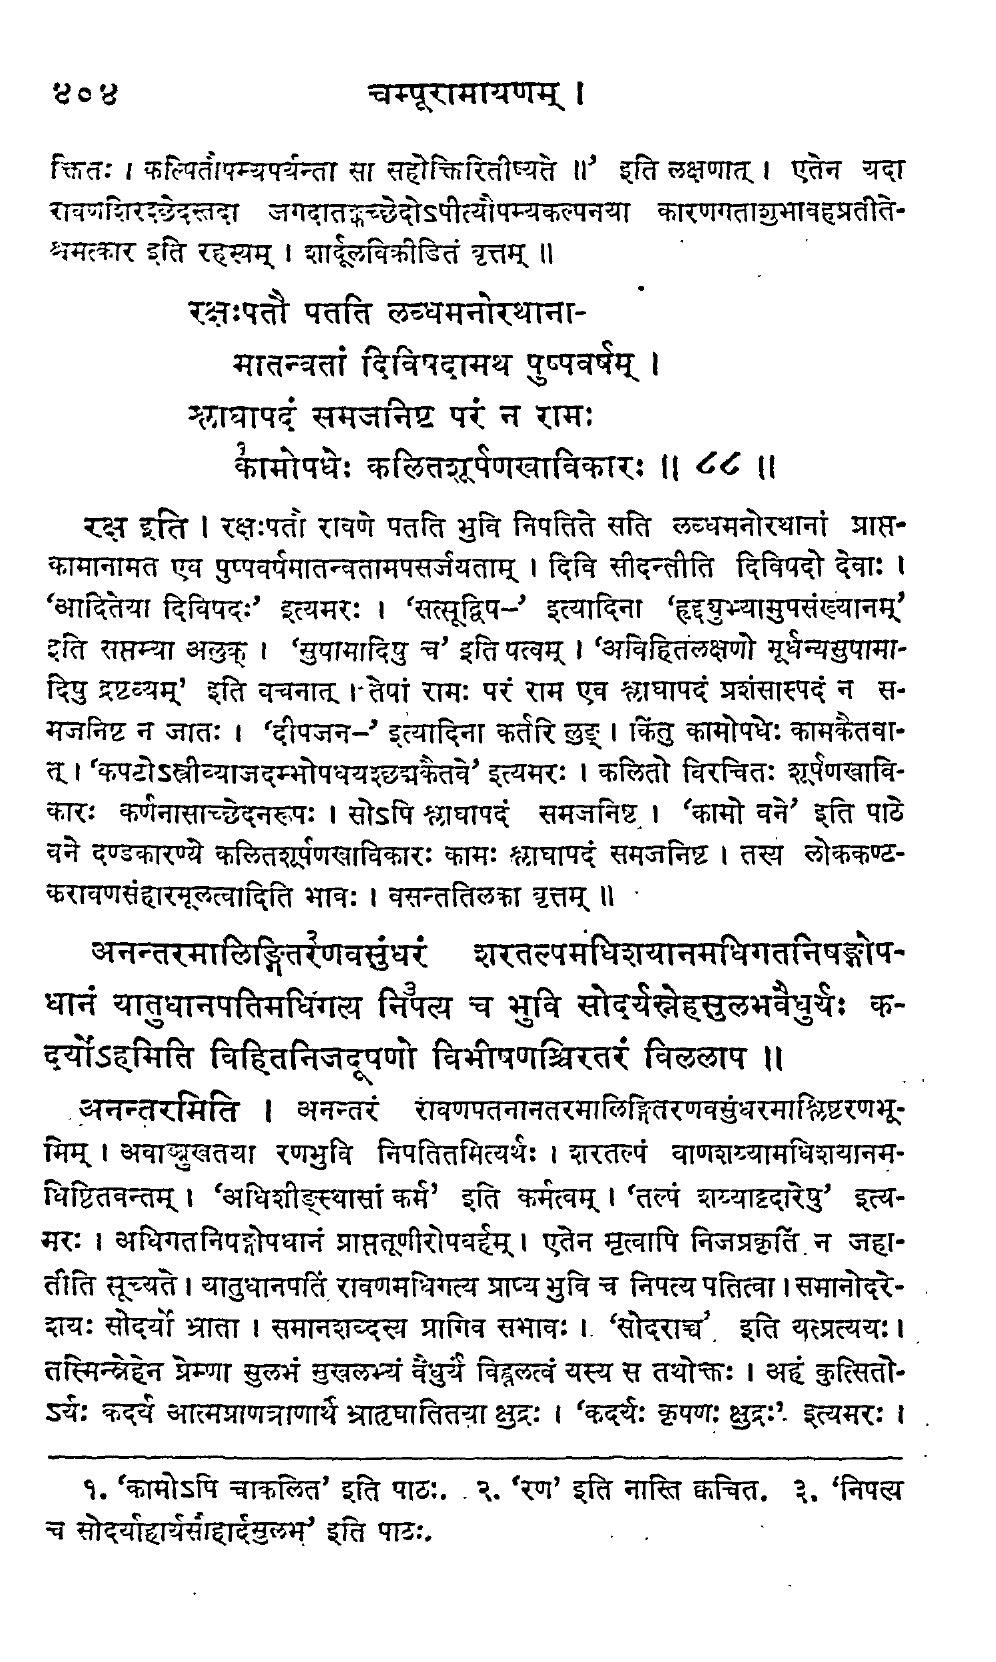 ४०४ चम्पूरामायणम् ।
क्तितः । कल्पितौपम्यपर्यन्ता सा सहोक्तिरितीष्यते ॥’ इति लक्षणात् । एतेन यदा
रावणशिरश्छेदस्तदा जगदातङ्कच्छेदोऽपीत्यौपम्यकल्पनया कारणगताशुभावहप्रतीते-
श्चमत्कार इति रहस्यम् । शार्दूलविक्रीडितं वृत्तम् ॥
रक्षःपतौ पतति लब्धमनोरथाना-
मातन्वतां दिविषदामथ पुष्पवर्षम् ।
श्लाघापदं समजनिष्ट परं न रामः
कामोपधेः कलितशूर्पणखाविकारः ॥ ८८ ॥
रक्ष इति । रक्षःपतौ रावणे पतति भुवि निपतिते सति लब्धमनोरथानां प्राप्त-
कामानामत एव पुष्पवर्षमातन्वतामपसर्जयताम् । दिवि सीदन्तीति दिविषदो देवाः ।
‘आदितेया दिविषदः’ इत्यमरः । ‘सत्सूद्विष–’ इत्यादिना ‘हृद्द्युभ्यामुपसंख्यानम्’
इति सप्तम्या अलुक् । ‘सुषामादिषु च’ इति षत्वम् । ‘अविहितलक्षणो मूर्धन्यसुषामा-
दिषु द्रष्टव्यम्’ इति वचनात् । तेषां रामः परं राम एव श्लाघापदं प्रशंसास्पदं न स-
मजनिष्ट न जातः । ‘दीपजन–’ इत्यादिना कर्तरि लुङ् । किंतु कामोपधेः कामकैतवा-
त् । ‘कपटोऽस्त्रीव्याजदम्भोपधयश्छद्मकैतवे’ इत्यमरः । कलितो विरचितः शूर्पणखावि-
कारः कर्णनासाच्छेदनरूपः । सोऽपि श्लाघापदं समजनिष्ट । ‘कामो वने’ इति पाठे
वने दण्डकारण्ये कलितशूर्पणखाविकारः कामः श्लाघापदं समजनिष्ट । तस्य लोककण्ट-
करावणसंहारमूलत्वादिति भावः । वसन्ततिलका वृत्तम् ॥
अनन्तरमालिङ्गितरणवसुंधरं शरतल्पमधिशयानमधिगतनिषङ्गोप-
धानं यातुधानपतिमधिगत्य निपत्य च भुवि सोदर्यस्नेहसुलभवैधुर्यः क-
दर्योऽहमिति विहितनिजदूषणो विभीषणश्चिरतरं विललाप ॥
अनन्तरमिति । अनन्तरं रावणपतनानतरमालिङ्गितरणवसुंधरमाश्लिष्टरणभू-
मिम् । अवाङ्मुखतया रणभुवि निपतितमित्यर्थः । शरतल्पं बाणशय्यामधिशयानम-
धिष्ठितवन्तम् । ‘अधिशीङ्स्थासां कर्म’ इति कर्मत्वम् । ‘तल्पं शय्याट्टदारेषु’ इत्य-
मरः । अधिगतनिषङ्गोपधानं प्राप्ततूणीरोपबर्हम् । एतेन मृत्वापि निजप्रकृतिं न जहा-
तीति सूच्यते । यातुधानपतिं रावणमधिगत्य प्राप्य भुवि च निपत्य पतित्वा । समानोदरे-
शयः सोदर्यो भ्राता । समानशब्दस्य प्रागिव सभावः । ‘सोदराच्च’ इति यत्प्रत्ययः ।
तस्मिन्स्नेहेन प्रेम्णा सुलभं सुखलभ्यं वैधुर्यं विह्वलत्वं यस्य स तथोक्तः । अहं कुत्सितो-
ऽर्यः कदर्य आत्मप्राणत्राणार्थं भ्रातृघातितया क्षुद्रः । ‘कदर्यः कृपणः क्षुद्रः’ इत्यमरः ।
१. ‘कामोऽपि चाकलित’ इति पाठः. २. ‘रण’ इति नास्ति क्वचित. ३. ‘निपत्य
च सोदर्याहार्यसौहार्दसुलभ’ इति पाठः.